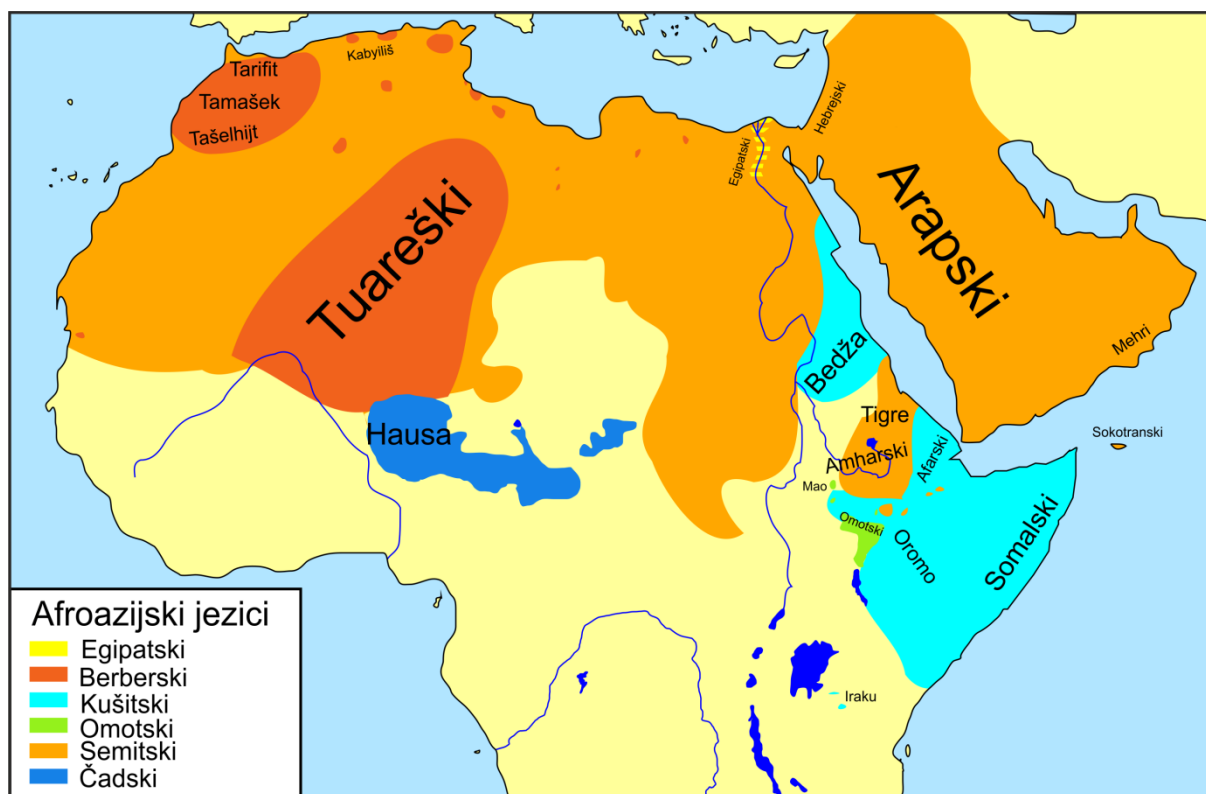 Kabyiliš
Tarifit
Tamašek
Tašelhijt
Tuareški
Hebrejski
Egipatski
Arapski
Mehri
Bedža
Hausa
Tigre
Sokotranski
Amharski
Afarski
Mao
Omotski
Oromo
Somalski
Iraku
Afroazijski jezici
Egipatski
Berberski
Kušitski
Omotski
Semitski
Čadski